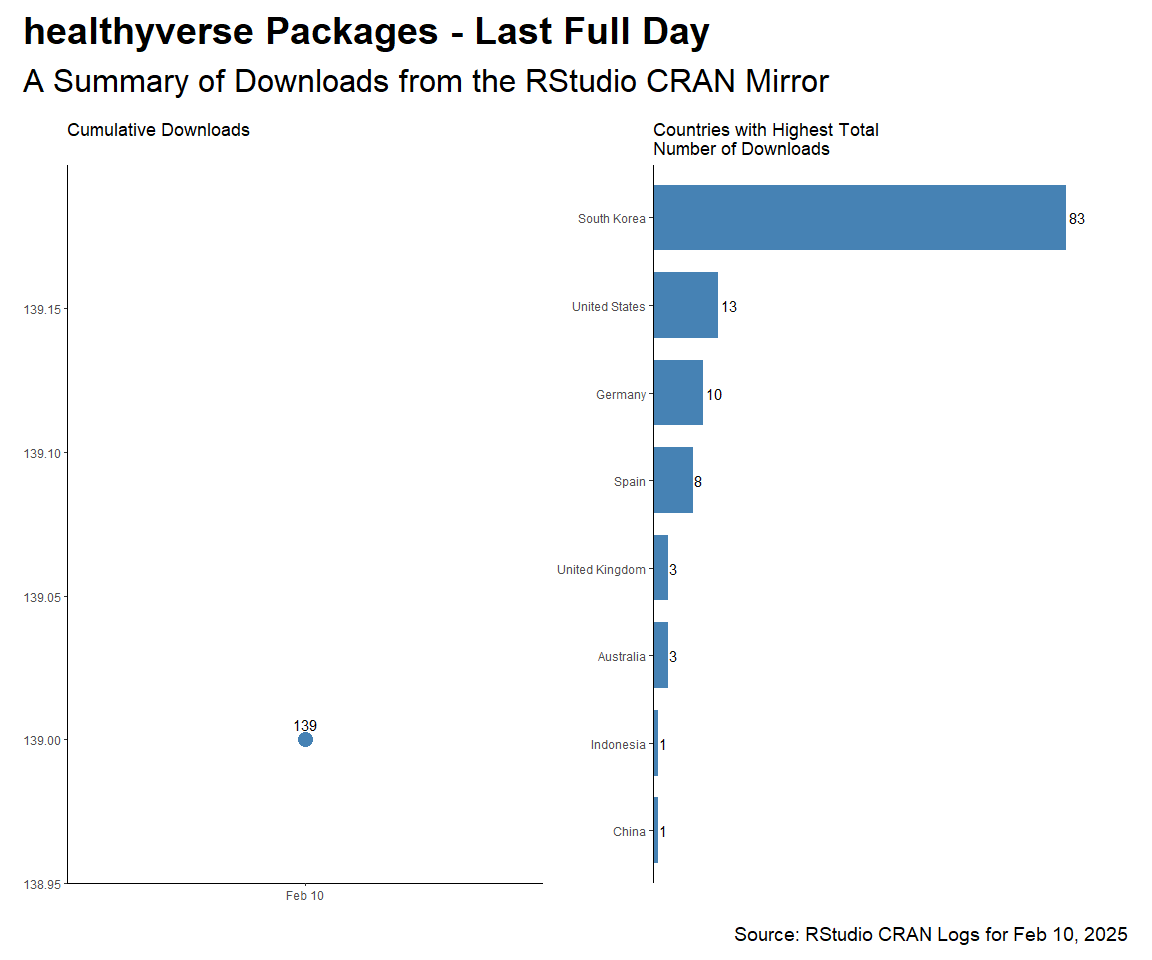 healthyverse Packages - Last Full Day
A Summary of Downloads from the RStudio CRAN Mirror
Cumulative Downloads
139.15
139.10
139.05
139.00
138.95
139
Feb 10
Countries with Highest Total
Number of Downloads
South Korea 83
United States 13
Germany 10
Spain 8
United Kingdom 3
Australia 3
Indonesia 1
China 1
Source: RStudio CRAN Logs for Feb 10, 2025